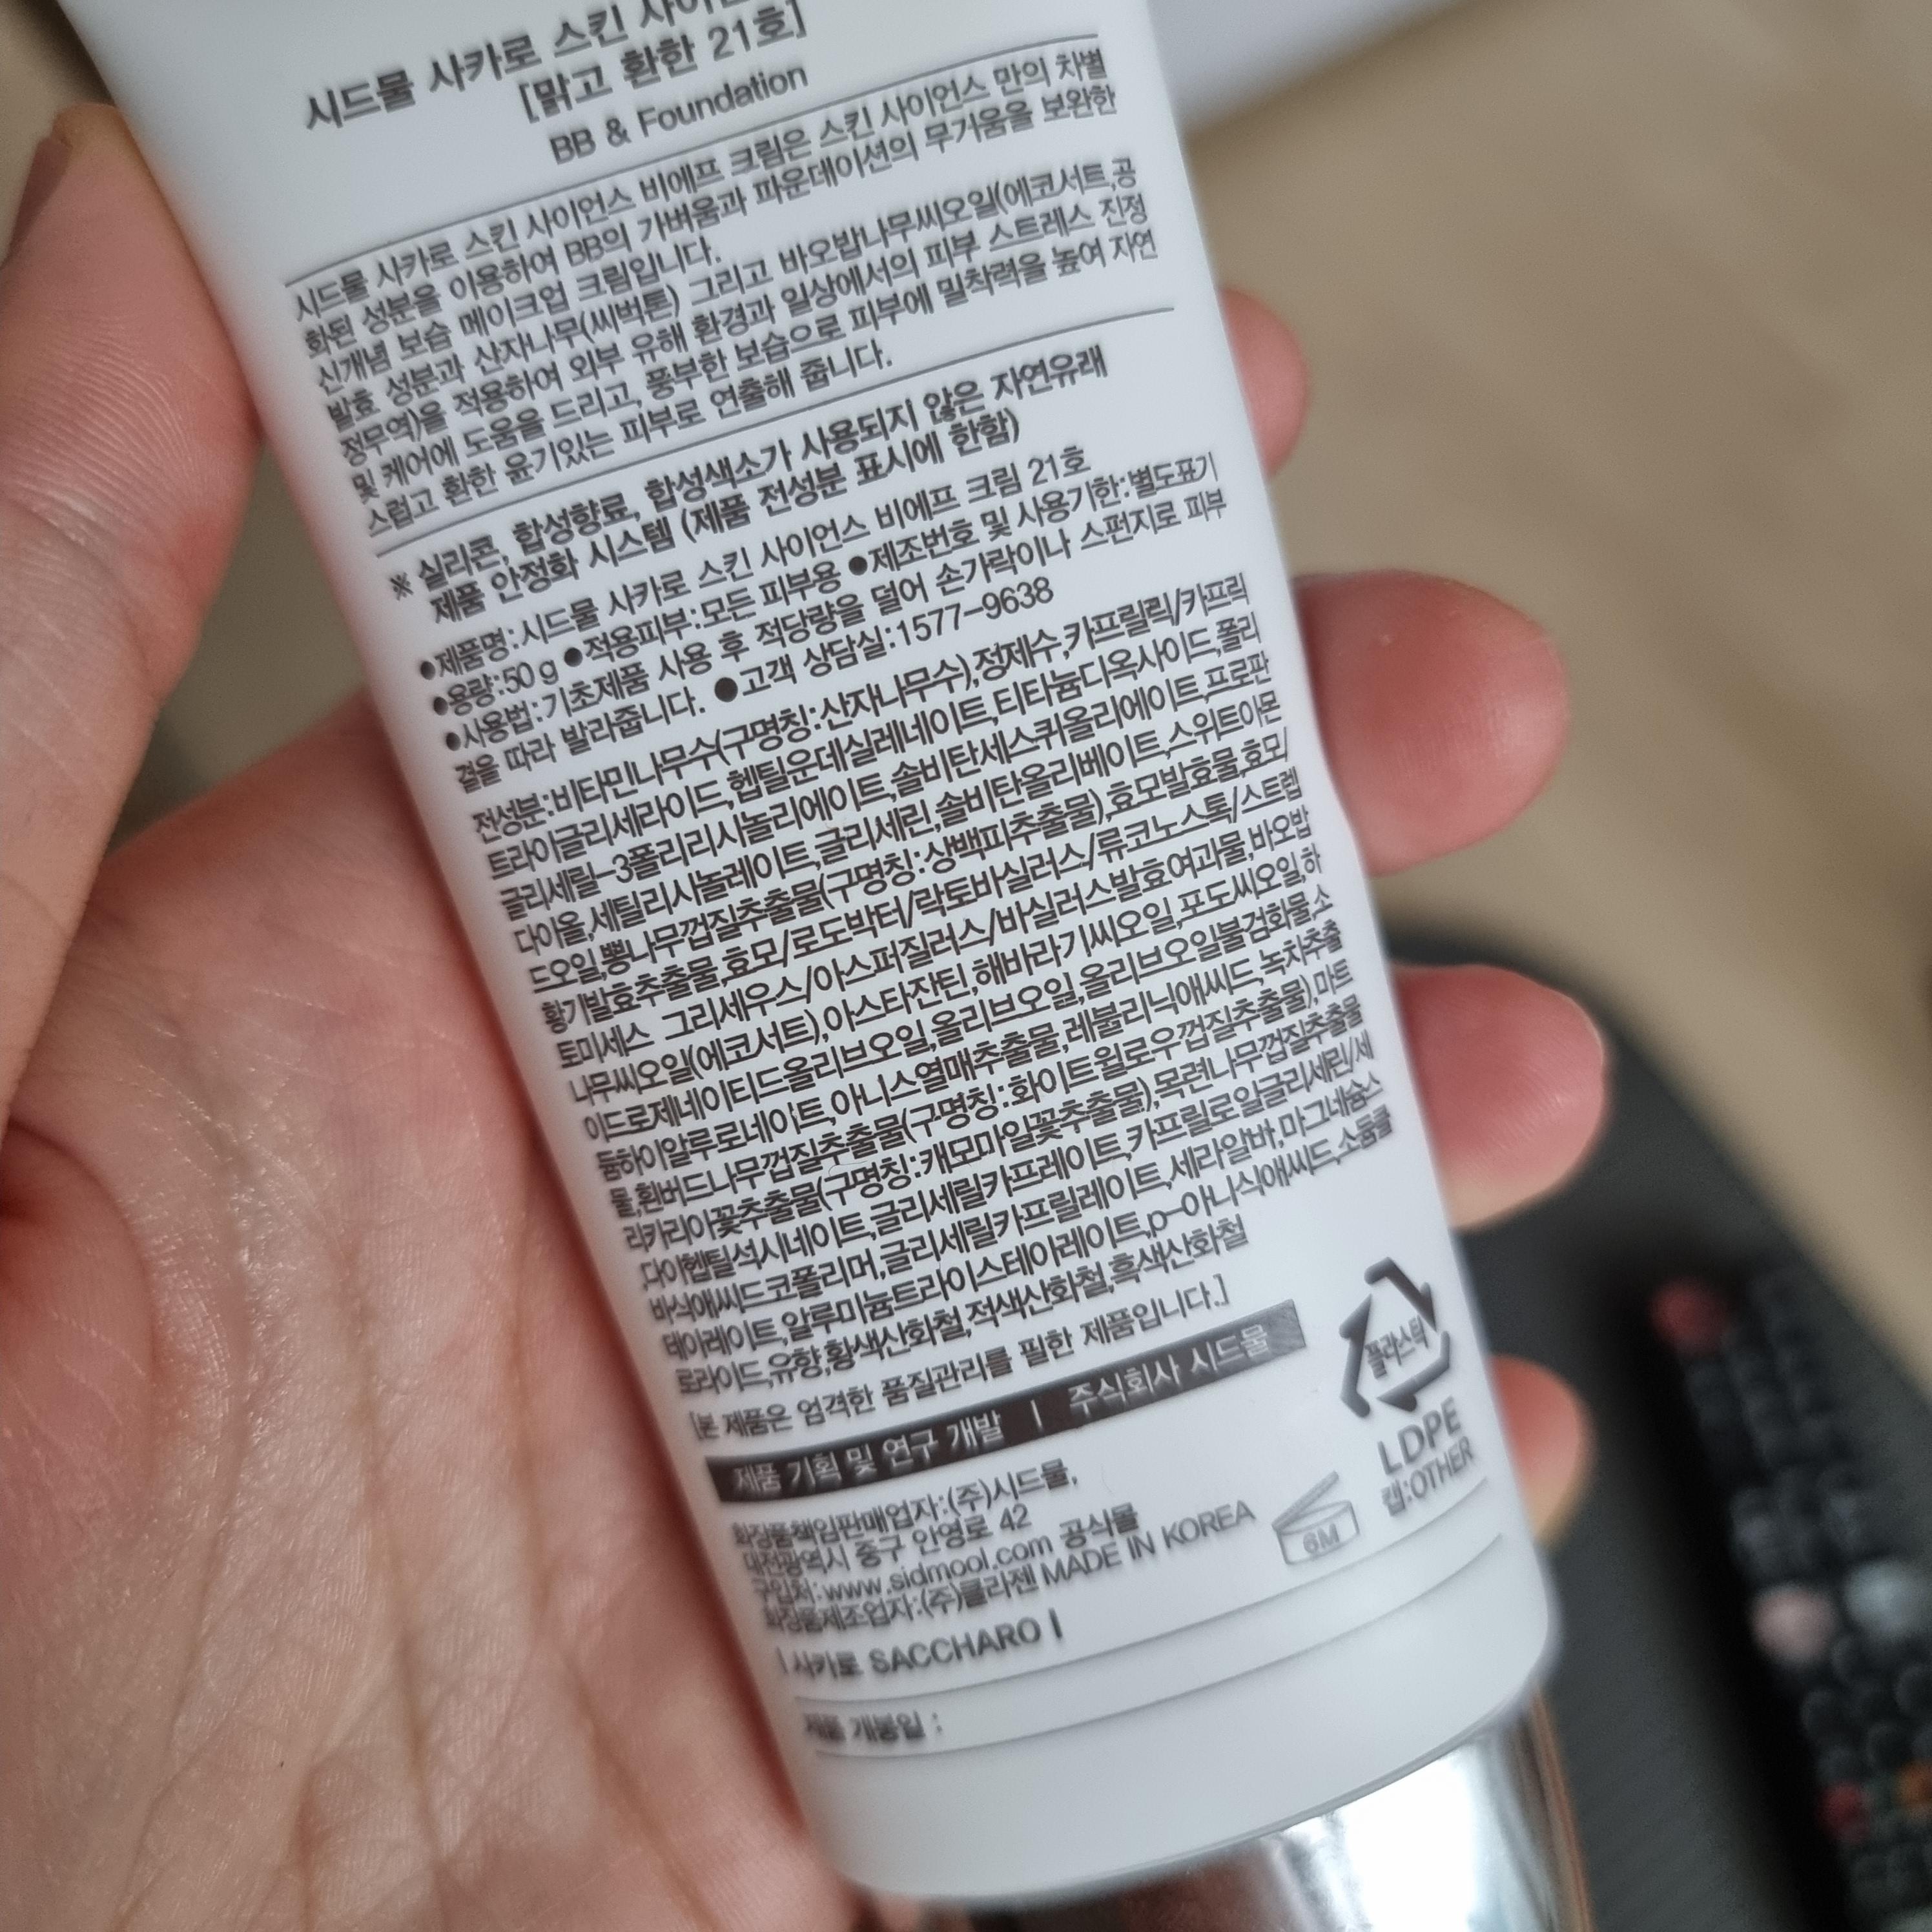 시드물 사카로 스킨 사이언
[맑고 환한 21호]
BB & Foundation
시드물 사카로 스킨 사이언스 비에프 크림은 스킨 사이언스 만의 차별
화된 성분을 이용하여 BB의 가벼움과 파운데이션의 무거움을 보완한
신개념 보습 메이크업 크림입니다.
발효 성분과 산자나무(씨벅톤) 그리고 바오밥나무씨오일(에코서트,공
정무역)을 적용하여 외부 유해 환경과 일상에서의 피부 스트레스 진정
및 케어에 도움을 드리고, 풍부한 보습으로 피부에 밀착력을 높여 자연
스럽고 환한 윤기있는 피부로 연출해 줍니다.
※ 실리콘, 합성향료, 합성색소가 사용되지 않은 자연유래
제품 안정화 시스템 (제품 전성분 표시에 한함)
●제품명:시드물 사카로 스킨 사이언스 비에프 크림 21호
●용량:50 g ●적용피부:모든 피부용 ●제조번호 및 사용기한:별도표기
●사용법:기초제품 사용 후 적당량을 덜어 손가락이나 스펀지로 피부
결을 따라 발라줍니다. ●고객 상담실:1577-9638
전성분:비타민나무수(구명칭:산자나무수),정제수,카프릴릭/카프릭
트라이글리세라이드,헵틸운데실레네이트,티타늄디옥사이드,폴리
글리세릴-3폴리리시놀리에이트,솔비탄세스퀴올리에이트,프로판
다이올,세틸리시놀레이트,글리세린,솔비탄올리베이트,스위트아몬
드오일,뽕나무껍질추출물(구명칭:상백피추출물),효모발효물,효모/
황기발효추출물,효모/로도박터/락토바실러스/류코노스톡/스트렙
토미세스 그리세우스/아스퍼질러스/바실러스발효여과물,바오밥
나무씨오일(에코서트),아스타잔틴,해바라기씨오일,포도씨오일,하
이드로제네이티드올리브오일,올리브오일,올리브오일불검화물,소
듐하이알루로네이트,아니스열매추출물,레불리닉애씨드,녹차추출
물,흰버드나무껍질추출물(구명칭:화이트윌로우껍질추출물),마트
리카리아꽃추출물(구명칭:캐모마일꽃추출물),목련나무껍질추출물
,다이헵틸석시네이트,글리세릴카프레이트,카프릴로일글리세린/세
바식애씨드코폴리머,글리세릴카프릴레이트,세라알바,마그네슘스
테아레이트,알루미늄트라이스테아레이트,p-아니식애씨드,소듐클
로라이드,유향,황색산화철,적색산화철,흑색산화철
[본 제품은 엄격한 품질관리를 필한 제품입니다.]
제품 기획 및 연구 개발 | 주식회사 시드물
화장품책임판매업자:(주)시드물,
대전광역시 중구 안영로 42
구입처:www.sidmool.com 공식몰
화장품제조업자:(주)콜라젠 MADE IN KOREA
6M
플라스틱
LDPE
캡:OTHER
| 사카로 SACCHARO |
제품 개봉일 :